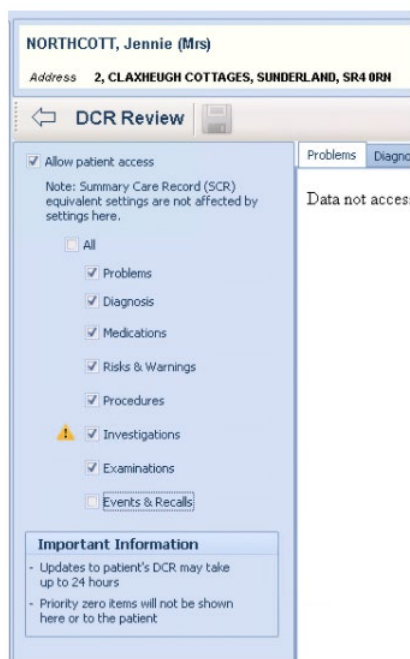 NORTHCOTT, Jennie (Mrs)
Address 2, CLAXHEUGH COTTAGES, SUNDERLAND, SR4 0RN
DCR Review
Allow patient access
Note: Summary Care Record (SCR)
equivalent settings are not affected by
settings here.
All
Problems
Diagnosis
Medications
Risks & Warnings
Procedures
Investigations
Examinations
Events & Recalls
Important Information
- Updates to patient's DCR may take
up to 24 hours
- Priority zero items will not be shown
here or to the patient
Problems Diagno
Data not acces